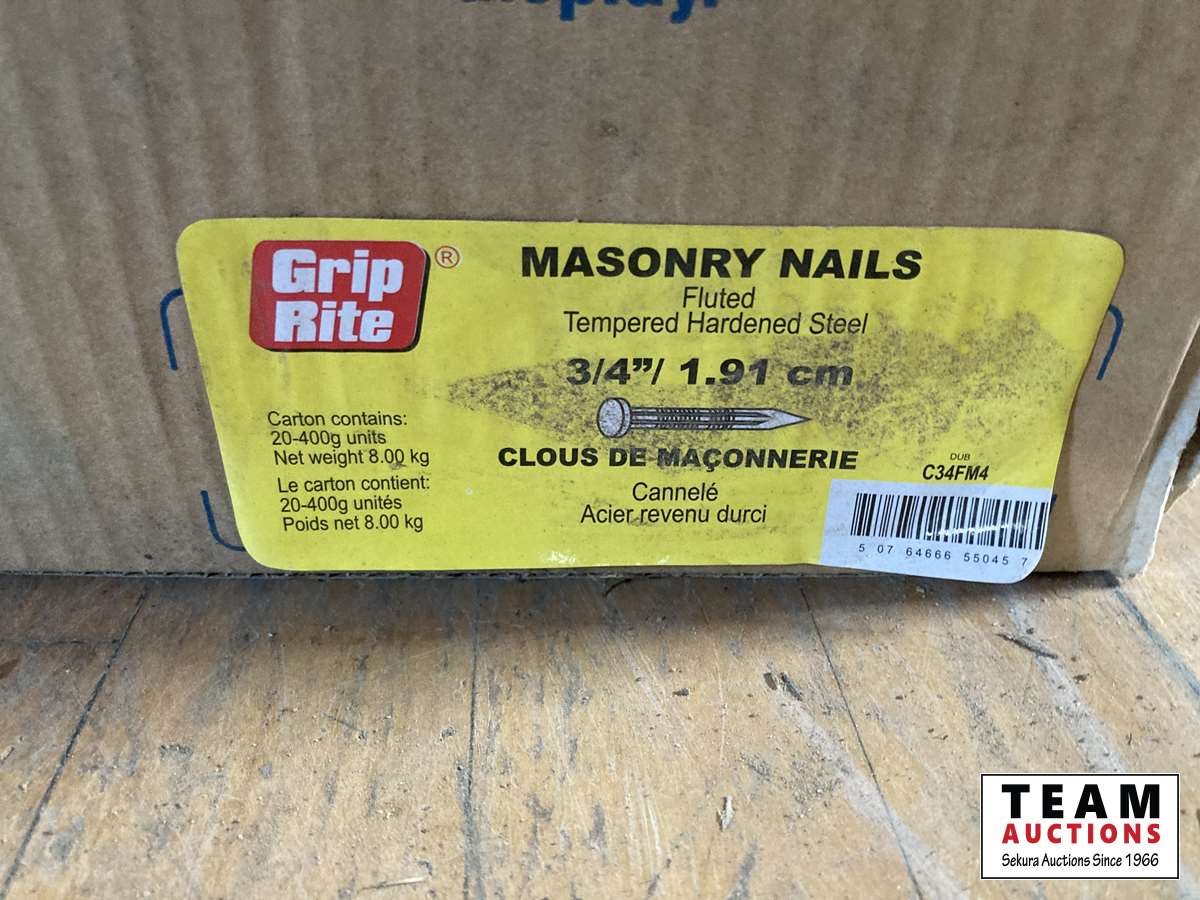 display.
Grip
Rite
®
MASONRY NAILS
Fluted
Tempered Hardened Steel
3/4”/ 1.91 cm
Carton contains:
20-400g units
Net weight 8.00 kg
Le carton contient:
20-400g unités
Poids net 8.00 kg
CLOUS DE MAÇONNERIE
Cannelé
Acier revenu durci
DUB
C34FM4
5 07 64666 55045 7
TEAM
AUCTIONS
Sekura Auctions Since 1966